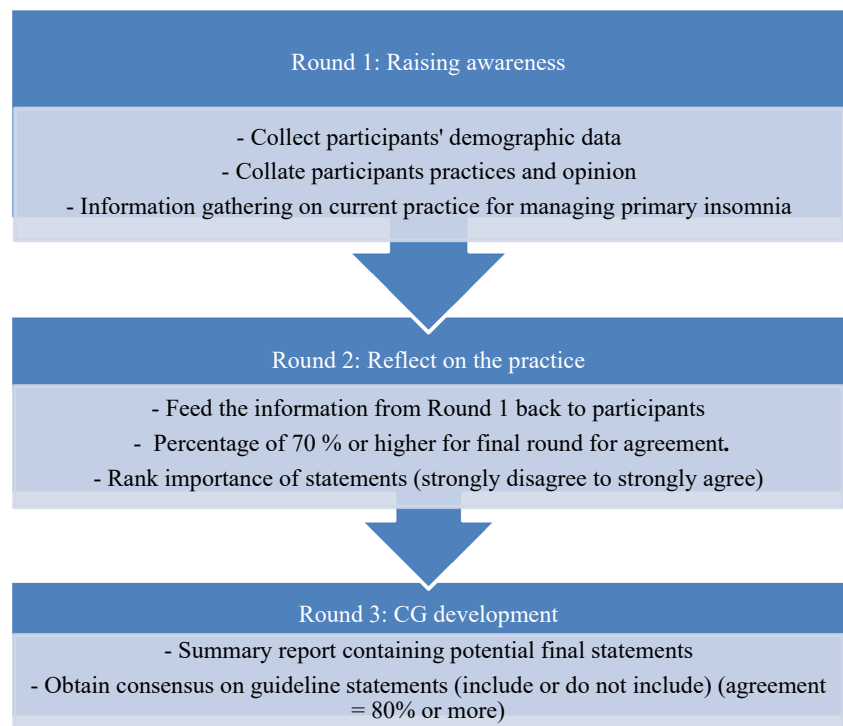 Round 1: Raising awareness
- Collect participants' demographic data
- Collate participants practices and opinion
- Information gathering on current practice for managing primary insomnia
Round 2: Reflect on the practice
- Feed the information from Round 1 back to participants
- Percentage of 70 % or higher for final round for agreement.
- Rank importance of statements (strongly disagree to strongly agree)
Round 3: CG development
- Summary report containing potential final statements
- Obtain consensus on guideline statements (include or do not include) (agreement
= 80% or more)